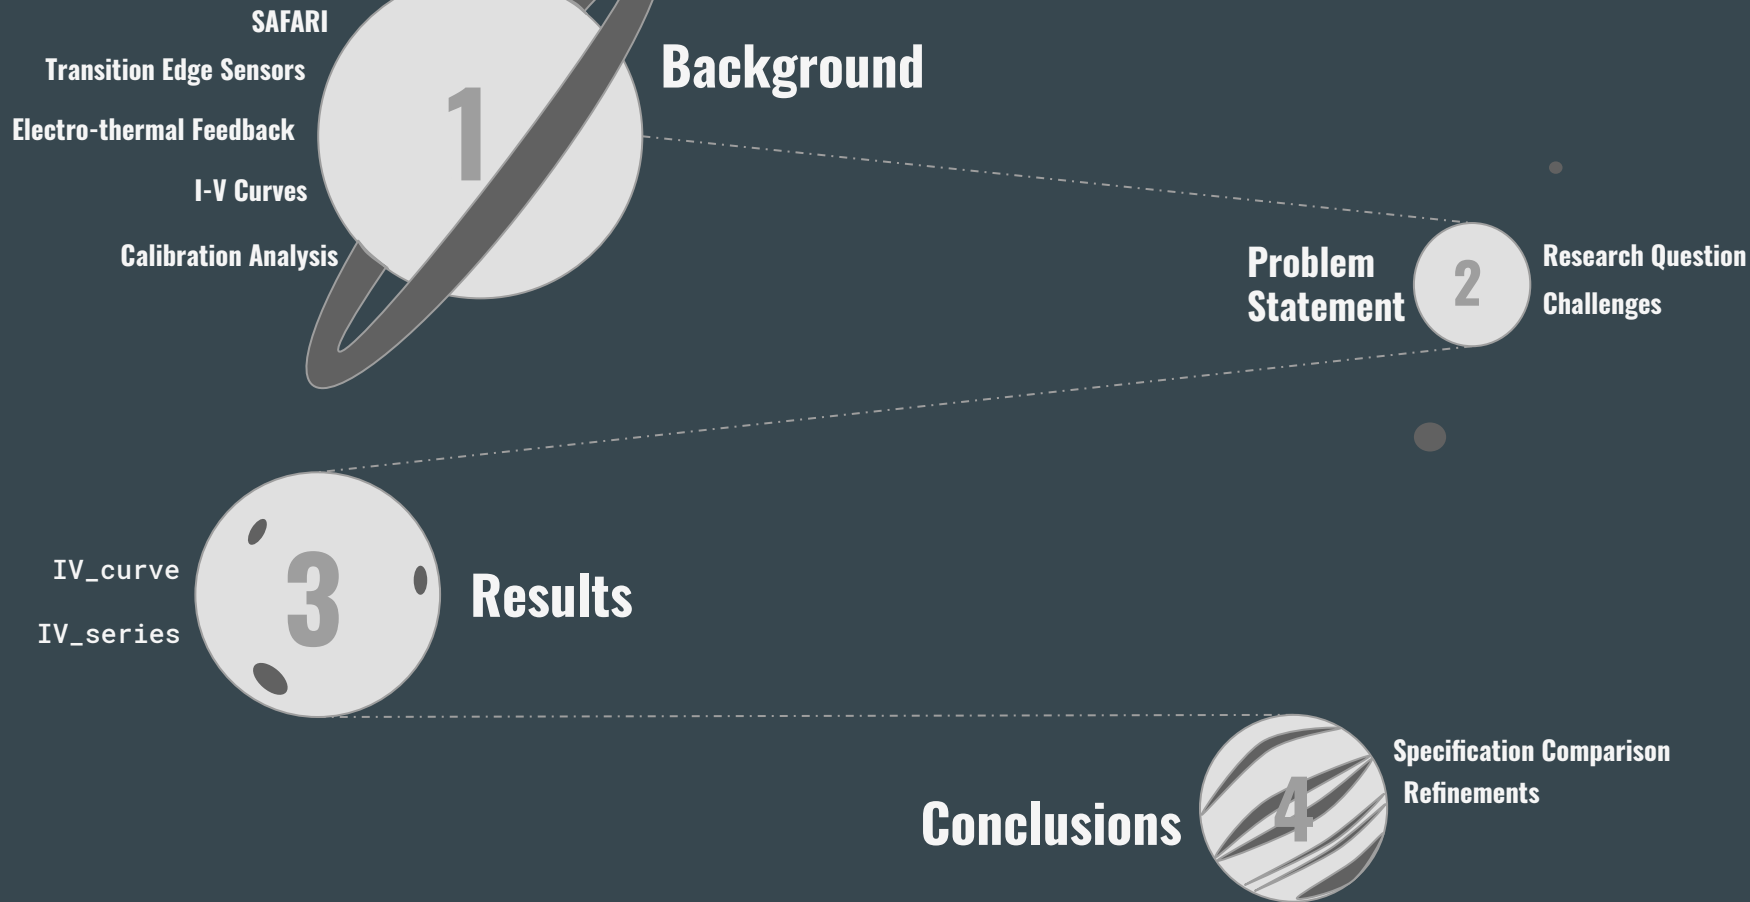 SAFARI
Transition Edge Sensors
Electro-thermal Feedback
I-V Curves
Calibration Analysis
1
Background
Problem
Statement
2
Research Question
Challenges
IV_curve
IV_series
3
Results
Conclusions
4
Specification Comparison
Refinements